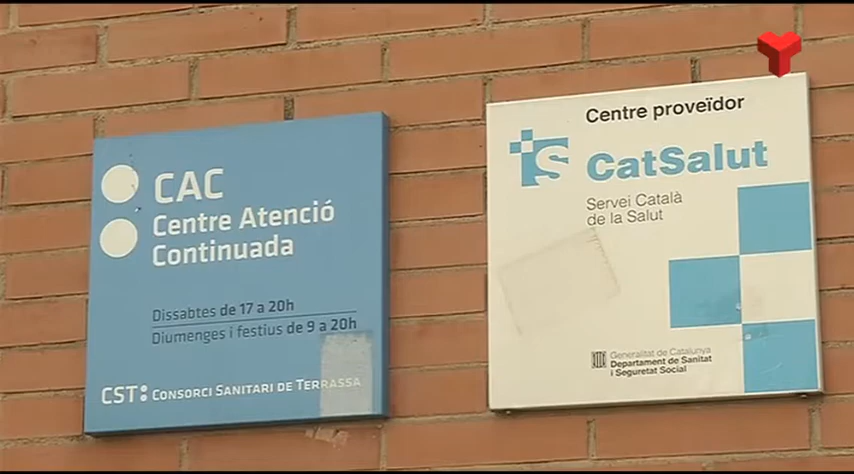 CAC
Centre Atenció
Continuada
Dissabtes de 17 a 20h
Diumenges i festius de 9 a 20h
CST: CONSORCI SANITARI DE TERRASSA
Centre proveïdor
CatSalut
Servei Català
de la Salut
Generalitat de Catalunya
Departament de Sanitat
i Seguretat Social